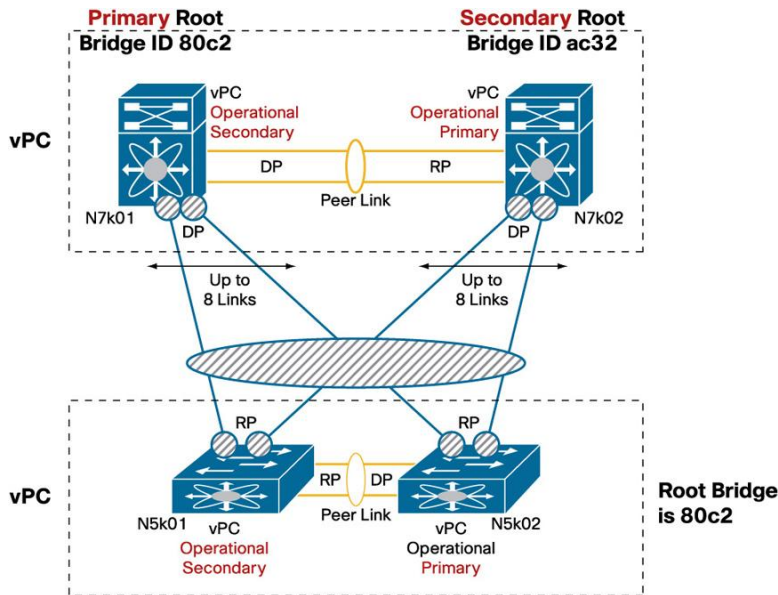 Primary Root
Bridge ID 80c2
Secondary Root
Bridge ID ac32
vPC
vPC
Operational
Secondary
vPC
Operational
Primary
DP
RP
Peer Link
N7k01
DP
DP
N7k02
Up to
8 Links
Up to
8 Links
vPC
RP
RP
RP
DP
Peer Link
N5k01
vPC
Operational
Secondary
N5k02
vPC
Operational
Primary
Root Bridge
is 80c2